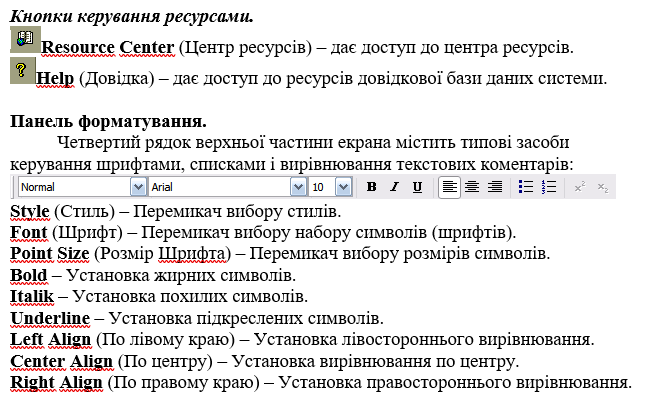 Кнопки керування ресурсами.
Resource Center (Центр ресурсів) – дає доступ до центра ресурсів.
Help (Довідка) – дає доступ до ресурсів довідкової бази даних системи.
Панель форматування.
Четвертий рядок верхньої частини екрана містить типові засоби
керування шрифтами, списками і вирівнювання текстових коментарів:
Normal Arial 10 B I U x² x₂
Style (Стиль) – Перемикач вибору стилів.
Font (Шрифт) – Перемикач вибору набору символів (шрифтів).
Point Size (Розмір Шрифта) – Перемикач вибору розмірів символів.
Bold – Установка жирних символів.
Italik – Установка похилих символів.
Underline – Установка підкреслених символів.
Left Align (По лівому краю) – Установка лівостороннього вирівнювання.
Center Align (По центру) – Установка вирівнювання по центру.
Right Align (По правому краю) – Установка правостороннього вирівнювання.